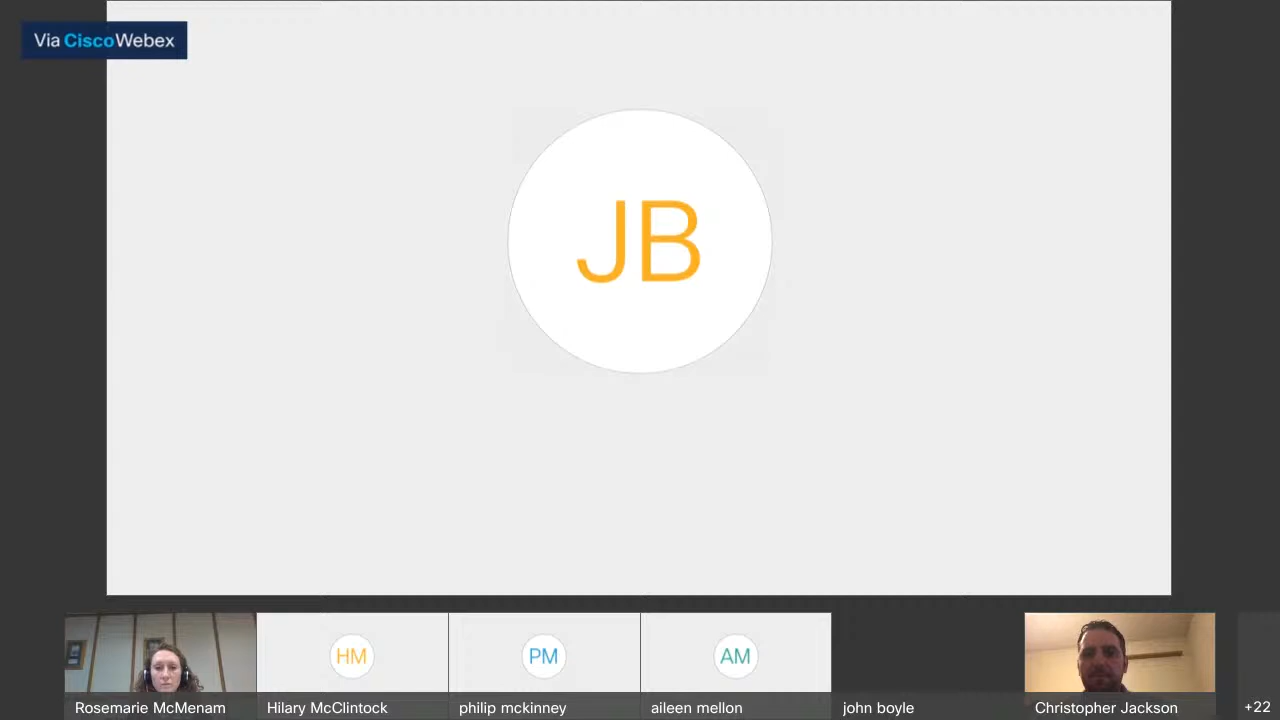 Via CiscoWebex
JB
HM
PM
AM
Rosemarie McMenam
Hilary McClintock
philip mckinney
aileen mellon
john boyle
Christopher Jackson
+22